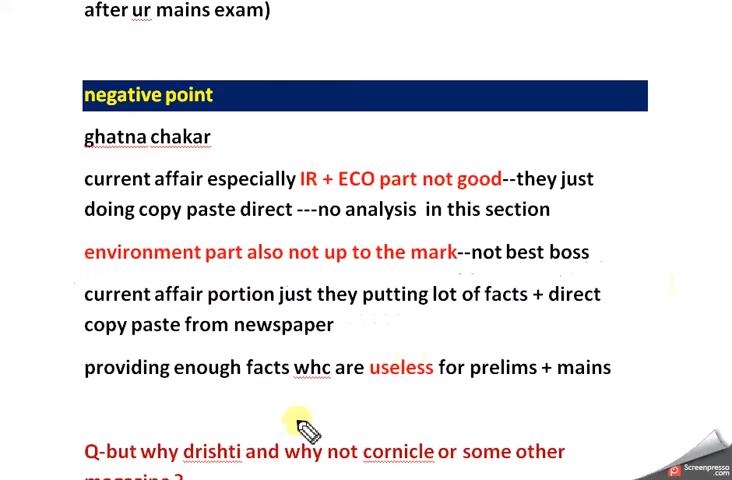 after ur mains exam)
negative point
ghatna chakar
current affair especially IR + ECO part not good--they just
doing copy paste direct ---no analysis in this section
environment part also not up to the mark--not best boss
current affair portion just they putting lot of facts + direct
copy paste from newspaper
providing enough facts whc are useless for prelims + mains
Q-but why drishti and why not cornicle or some other
magazine ?
Screenpresso
.com